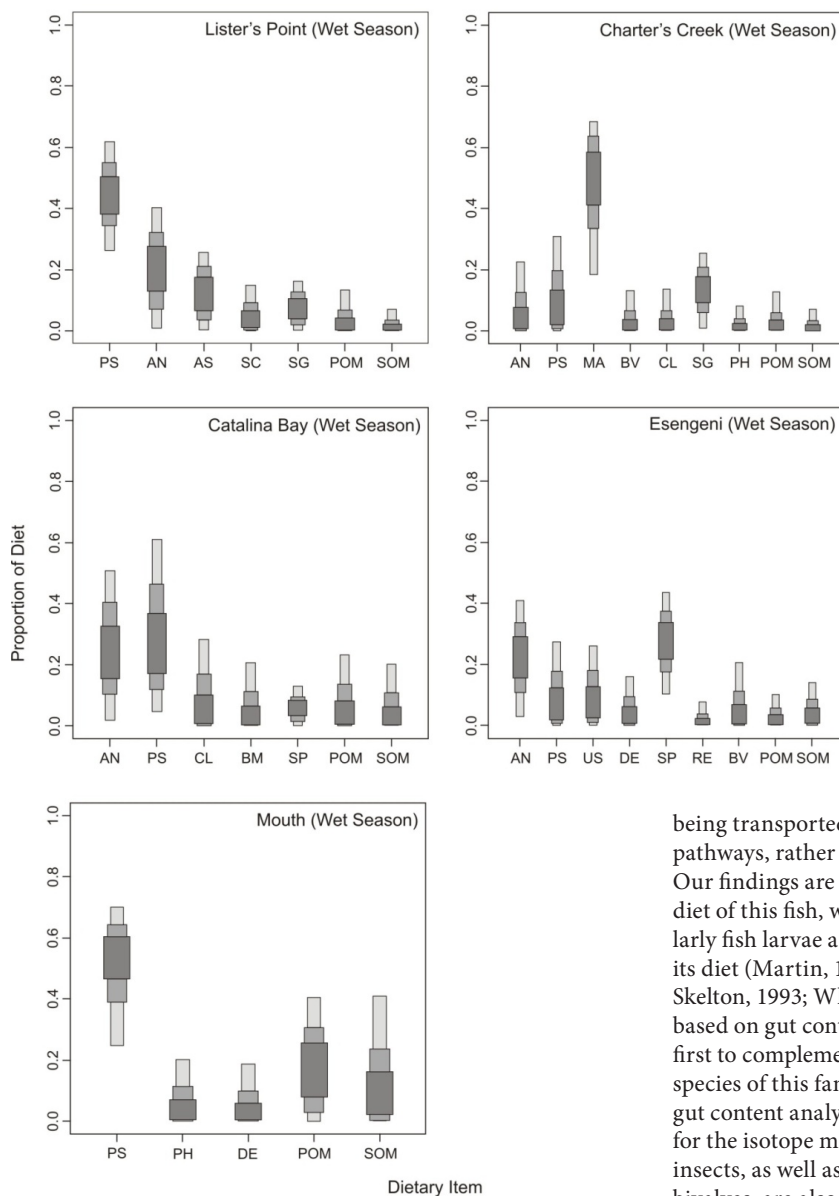 Lister's Point (Wet Season)
1.0
0.8
0.6
0.4
0.2
0.0
PS AN AS SC SG POM SOM
Charter's Creek (Wet Season)
1.0
0.8
0.6
0.4
0.2
0.0
AN PS MA BV CL SG PH POM SOM
Catalina Bay (Wet Season)
1.0
0.8
0.6
0.4
0.2
0.0
AN PS CL BM SP POM SOM
Esengeni (Wet Season)
1.0
0.8
0.6
0.4
0.2
0.0
AN PS US DE SP RE BV POM SOM
Proportion of Diet
Mouth (Wet Season)
1.0
0.8
0.6
0.4
0.2
0.0
PS PH DE POM SOM
Dietary Item
being transported
pathways, rather
Our findings are
diet of this fish, w
larly fish larvae a
its diet (Martin, 1
Skelton, 1993; Wl
based on gut cont
first to compleme
species of this fan
gut content analy
for the isotope m
insects, as well as